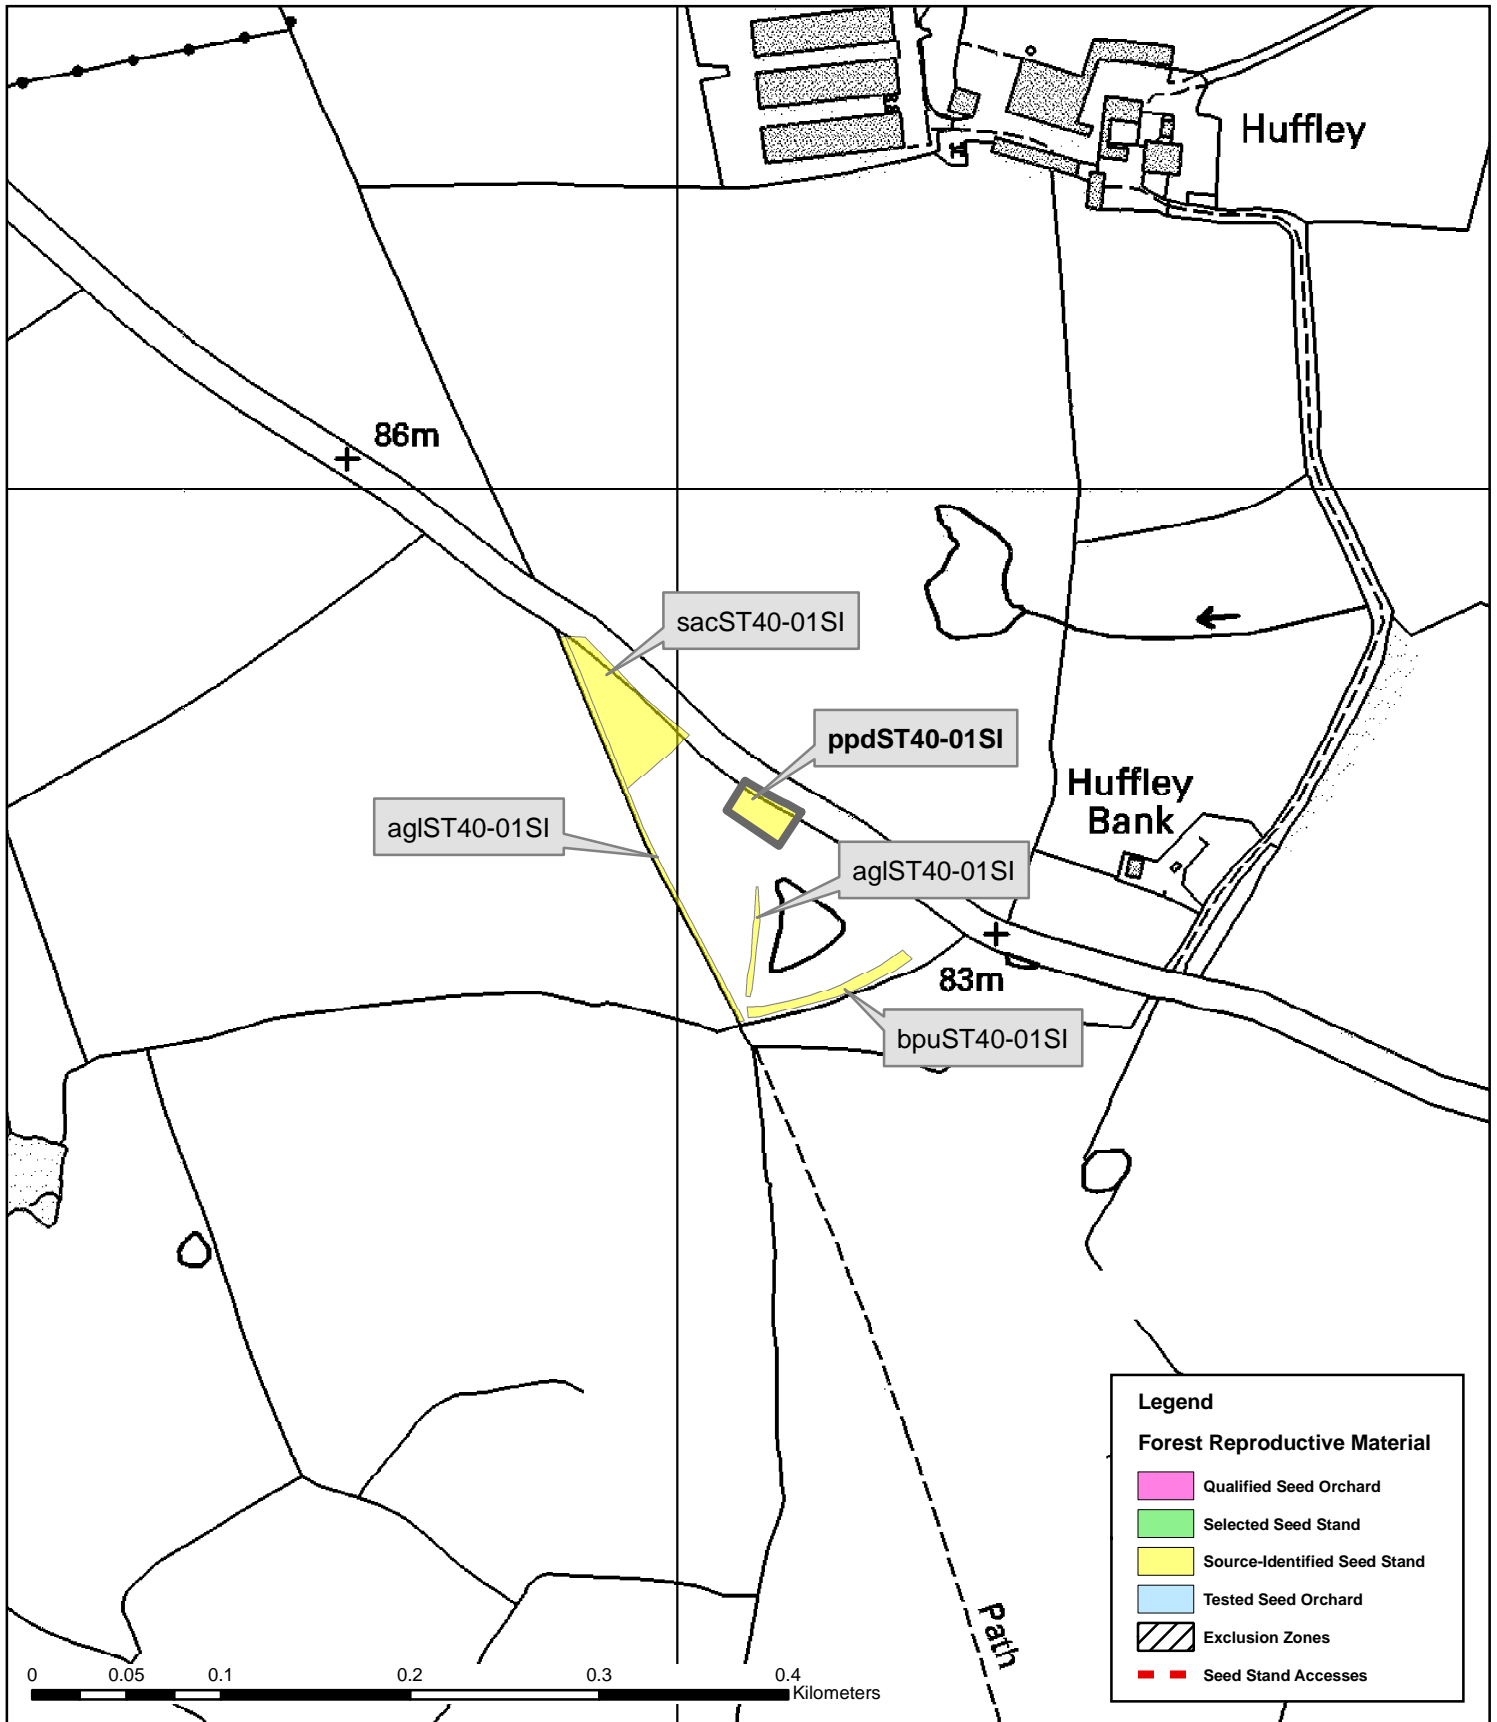 Huffley
86m
sacST40-01SI
ppdST40-01SI
Huffley
Bank
aglST40-01SI
aglST40-01SI
83m
bpuST40-01SI
Path
Legend
Forest Reproductive Material
Qualified Seed Orchard
Selected Seed Stand
Source-Identified Seed Stand
Tested Seed Orchard
Exclusion Zones
Seed Stand Accesses
0 0.05 0.1 0.2 0.3 0.4
Kilometers